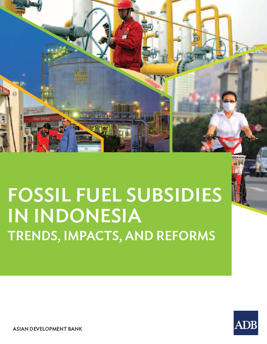 FOSSIL FUEL SUBSIDIES
IN INDONESIA
TRENDS, IMPACTS, AND REFORMS
ASIAN DEVELOPMENT BANK
ADB